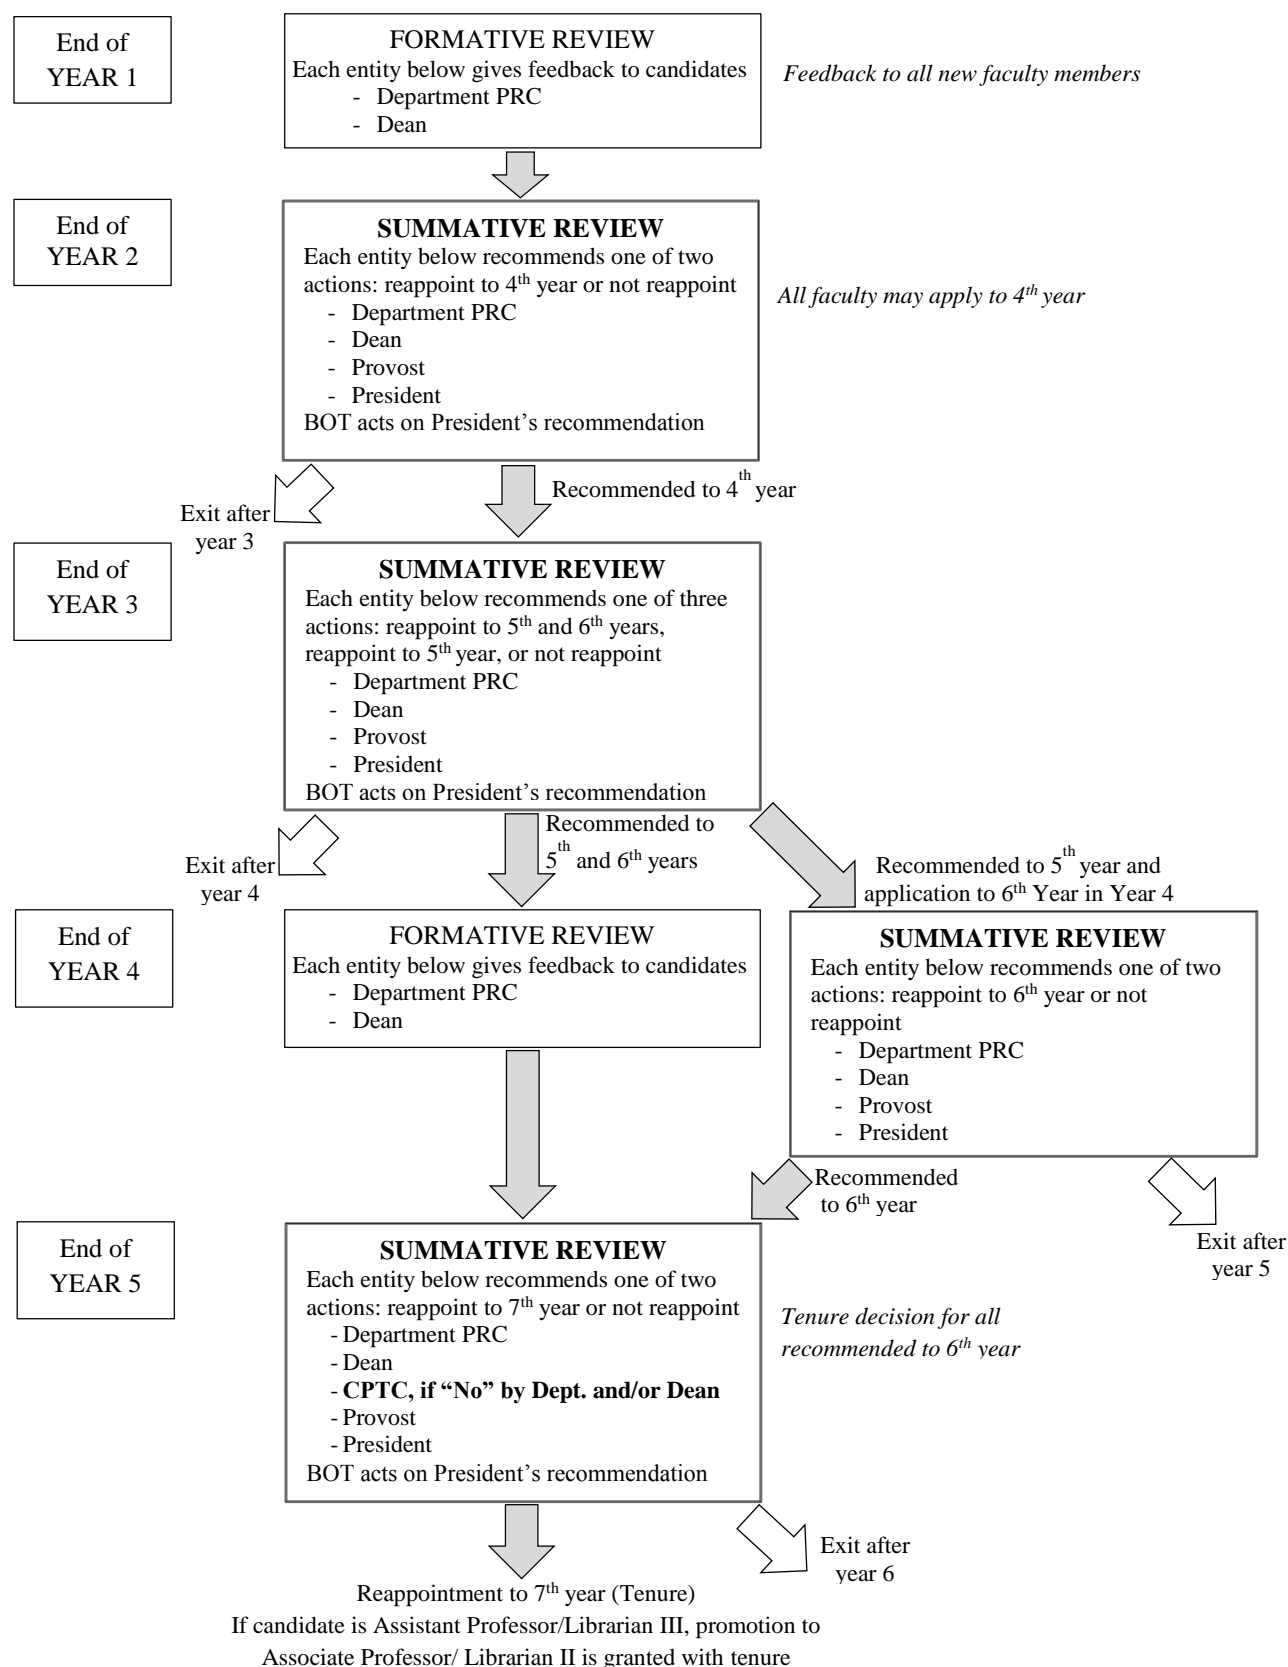 End of
YEAR 1
FORMATIVE REVIEW
Each entity below gives feedback to candidates
- Department PRC
- Dean
Feedback to all new faculty members
End of
YEAR 2
SUMMATIVE REVIEW
Each entity below recommends one of two
actions: reappoint to 4th year or not reappoint
- Department PRC
- Dean
- Provost
- President
BOT acts on President’s recommendation
All faculty may apply to 4th year
Exit after
year 3
Recommended to 4th year
End of
YEAR 3
SUMMATIVE REVIEW
Each entity below recommends one of three
actions: reappoint to 5th and 6th years,
reappoint to 5th year, or not reappoint
- Department PRC
- Dean
- Provost
- President
BOT acts on President’s recommendation
Exit after
year 4
Recommended to
5th and 6th years
Recommended to 5th year and
application to 6th Year in Year 4
End of
YEAR 4
FORMATIVE REVIEW
Each entity below gives feedback to candidates
- Department PRC
- Dean
SUMMATIVE REVIEW
Each entity below recommends one of two
actions: reappoint to 6th year or not
reappoint
- Department PRC
- Dean
- Provost
- President
Recommended
to 6th year
Exit after
year 5
End of
YEAR 5
SUMMATIVE REVIEW
Each entity below recommends one of two
actions: reappoint to 7th year or not reappoint
- Department PRC
- Dean
- CPTC, if “No” by Dept. and/or Dean
- Provost
- President
BOT acts on President’s recommendation
Tenure decision for all
recommended to 6th year
Exit after
year 6
Reappointment to 7th year (Tenure)
If candidate is Assistant Professor/Librarian III, promotion to
Associate Professor/ Librarian II is granted with tenure